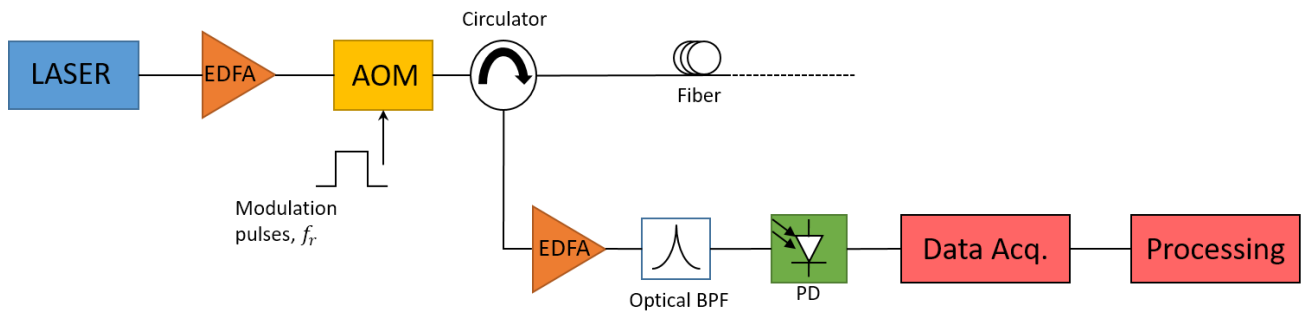 Circulator
LASER
EDFA
AOM
Fiber
Modulation
pulses, f_r
EDFA
Optical BPF
PD
Data Acq.
Processing